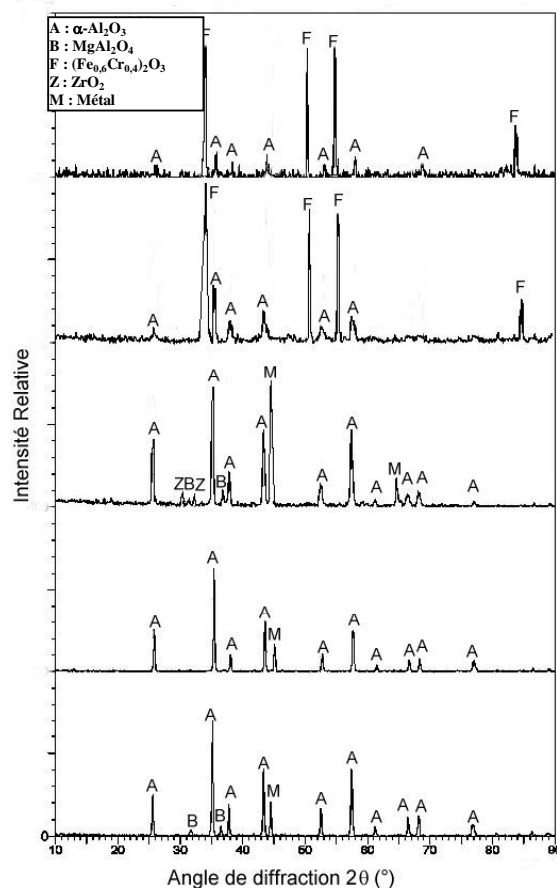 A : α-Al2O3
B : MgAl2O4
F : (Fe0,6Cr0,4)2O3
Z : ZrO2
M : Métal
F F F F
A A A A A A A
F F F F
A A A A A A
A A A M A A A
Z B Z B A M A A A
A A A A M A A A A A A
A B A B A A M A A A A A A
Intensité Relative
0
10 20 30 40 50 60 70 80 90
Angle de diffraction 2θ (°)